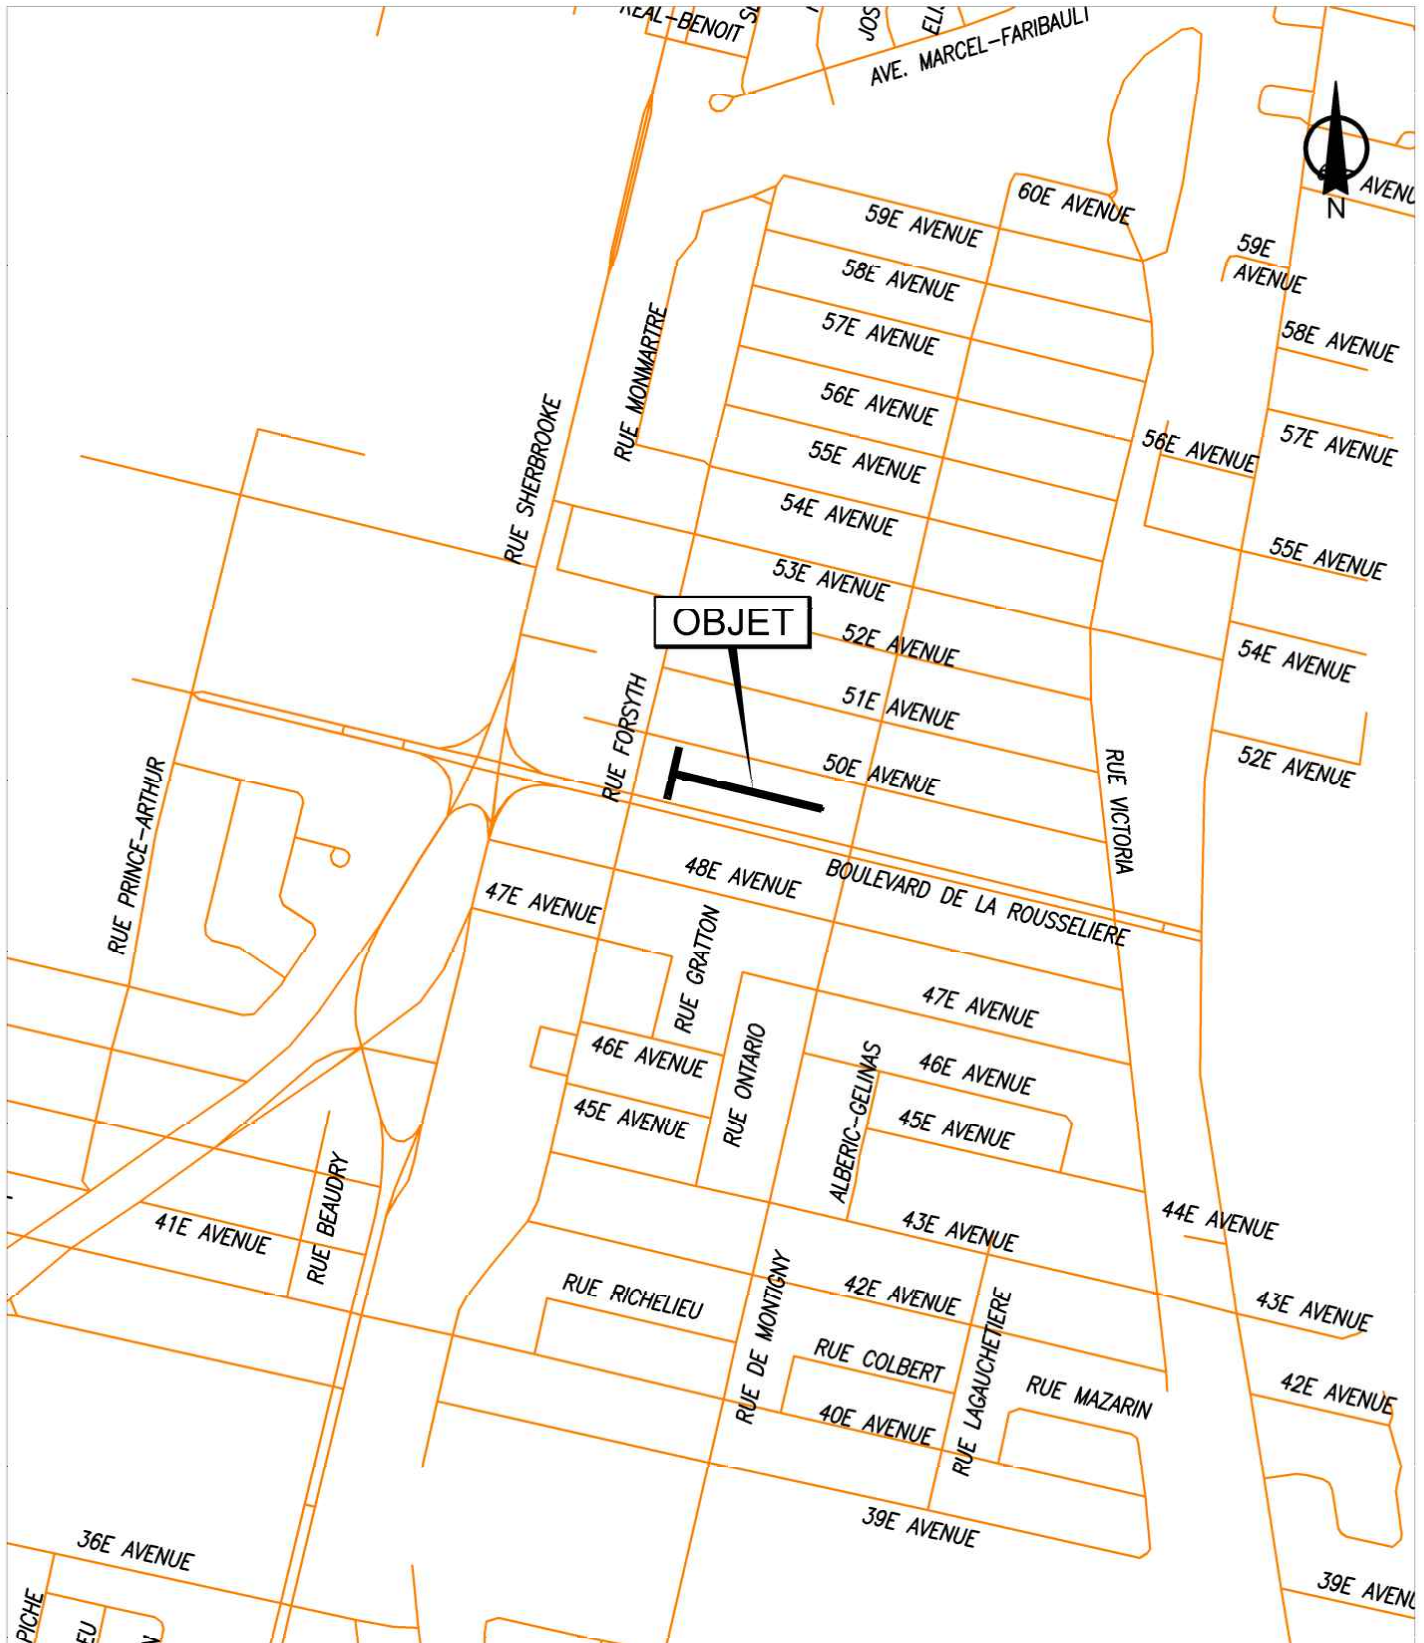 REAL-BENOIT
JOS
AVE. MARCEL-FARIBAULT
60E AVENUE
AVENU
N
59E AVENUE
59E
AVENUE
58E AVENUE
57E AVENUE
58E AVENUE
RUE MONMARTRE
56E AVENUE
RUE SHERBROOKE
57E AVENUE
56E AVENUE
55E AVENUE
54E AVENUE
55E AVENUE
53E AVENUE
OBJET
52E AVENUE
54E AVENUE
RUE FORSYTH
51E AVENUE
RUE VICTORIA
50E AVENUE
52E AVENUE
RUE PRINCE-ARTHUR
48E AVENUE
BOULEVARD DE LA ROUSSELIERE
47E AVENUE
RUE GRATTON
47E AVENUE
46E AVENUE
RUE ONTARIO
ALBERIC-GELINAS
46E AVENUE
45E AVENUE
45E AVENUE
RUE BEAUDRY
41E AVENUE
43E AVENUE
44E AVENUE
RUE RICHELIEU
RUE DE MONTIGNY
42E AVENUE
RUE LAGAUCHETIERE
43E AVENUE
RUE COLBERT
RUE MAZARIN
42E AVENUE
40E AVENUE
39E AVENUE
36E AVENUE
39E AVENU
PICHE
EU
N